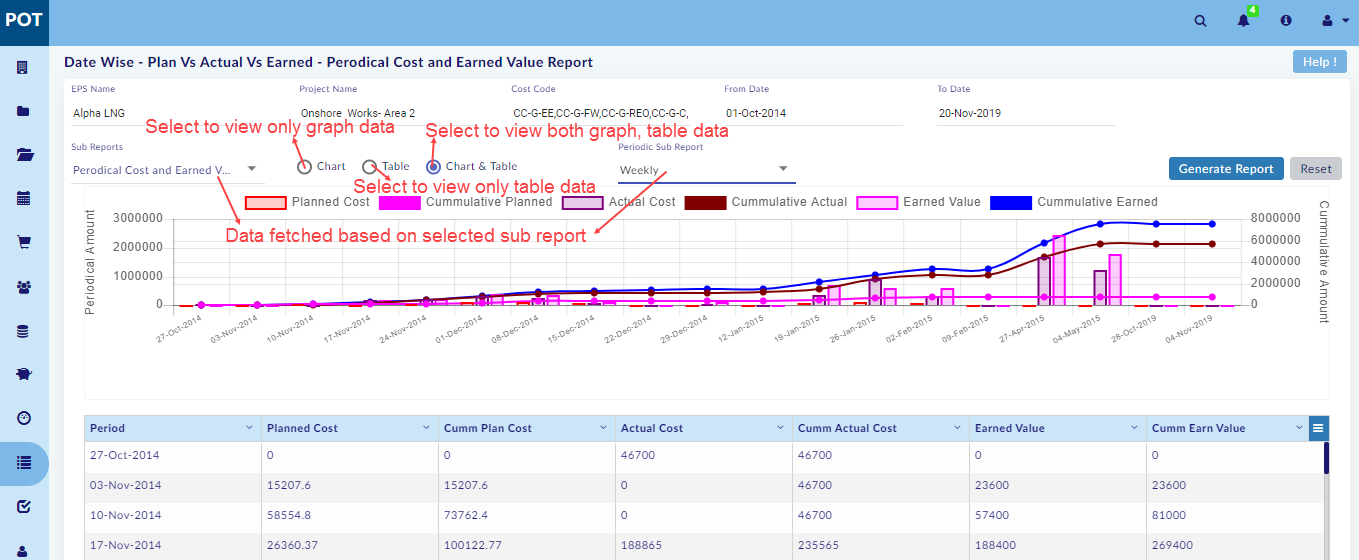 POT
4
Date Wise - Plan Vs Actual Vs Earned - Perodical Cost and Earned Value Report
Help !
EPS Name Project Name Cost Code From Date To Date
Alpha LNG Onshore Works- Area 2 CC-G-EE,CC-G-FW,CC-G-REO,CC-G-C, 01-Oct-2014 20-Nov-2019
Select to view only graph data Select to view both graph, table data
Sub Reports Periodic Sub Report
Perodical Cost and Earned V... Chart Table Chart & Table Weekly Generate Report Reset
Select to view only table data
Planned Cost Cummulative Planned Actual Cost Cummulative Actual Earned Value Cummulative Earned
Data fetched based on selected sub report
Periodical Amount
3000000
2000000
1000000
0
8000000
6000000
4000000
2000000
0
Cummulative Amount
27-Oct-2014 03-Nov-2014 10-Nov-2014 17-Nov-2014 24-Nov-2014 01-Dec-2014 08-Dec-2014 15-Dec-2014 22-Dec-2014 29-Dec-2014 12-Jan-2015 19-Jan-2015 26-Jan-2015 02-Feb-2015 09-Feb-2015 27-Apr-2015 04-May-2015 28-Oct-2019 04-Nov-2019
Period Planned Cost Cumm Plan Cost Actual Cost Cumm Actual Cost Earned Value Cumm Earn Value
27-Oct-2014 0 0 46700 46700 0 0
03-Nov-2014 15207.6 15207.6 0 46700 23600 23600
10-Nov-2014 58554.8 73762.4 0 46700 57400 81000
17-Nov-2014 26360.37 100122.77 188865 235565 188400 269400